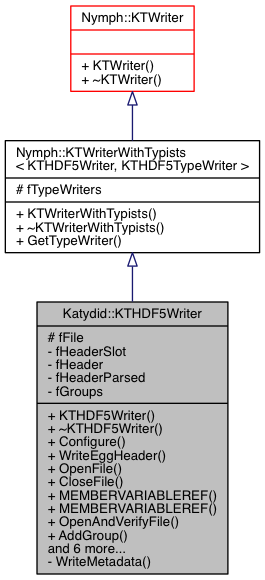 Nymph::KTWriter
+ KTWriter()
+ ~KTWriter()
Nymph::KTWriterWithTypists
< KTHDF5Writer, KTHDF5TypeWriter >
# fTypeWriters
+ KTWriterWithTypists()
+ ~KTWriterWithTypists()
+ GetTypeWriter()
Katydid::KTHDF5Writer
# fFile
- fHeaderSlot
- fHeader
- fHeaderParsed
- fGroups
+ KTHDF5Writer()
+ ~KTHDF5Writer()
+ Configure()
+ WriteEggHeader()
+ OpenFile()
+ CloseFile()
+ MEMBERVARIABLEREF()
+ MEMBERVARIABLEREF()
+ OpenAndVerifyFile()
+ AddGroup()
and 6 more...
- WriteMetadata()